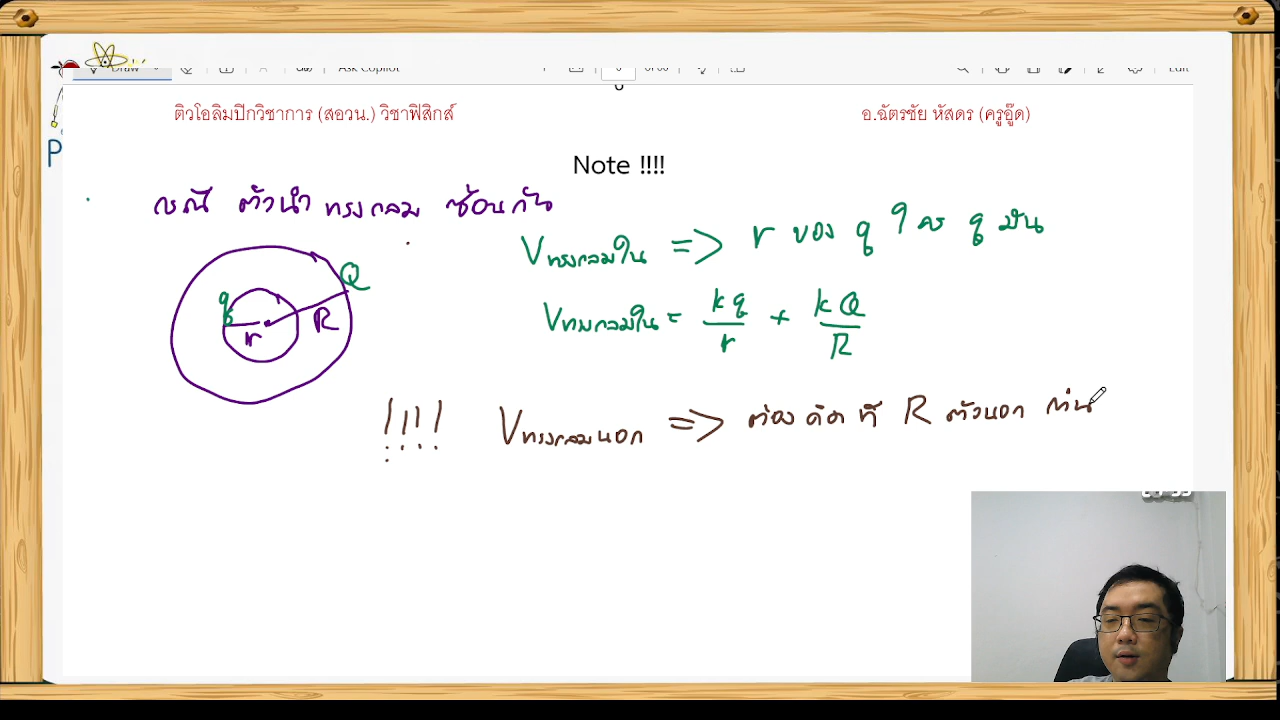 Draw Ask Copilot Edit
ติวโอลิมปิกวิชาการ (สอวน.) วิชาฟิสิกส์ อ.ฉัตรชัย หัสดร (ครูอู๊ด)
P
Note !!!!
กรณี ตัวนำ ทรงกลม ซ้อนกัน
V ทรงกลมใน => r ของ q ใคร q มัน
q r R Q
V ทรงกลมใน = kq/r + kQ/R
!!!! V ทรงกลมนอก => ต้อง คิด ที่ R ตัวนอก